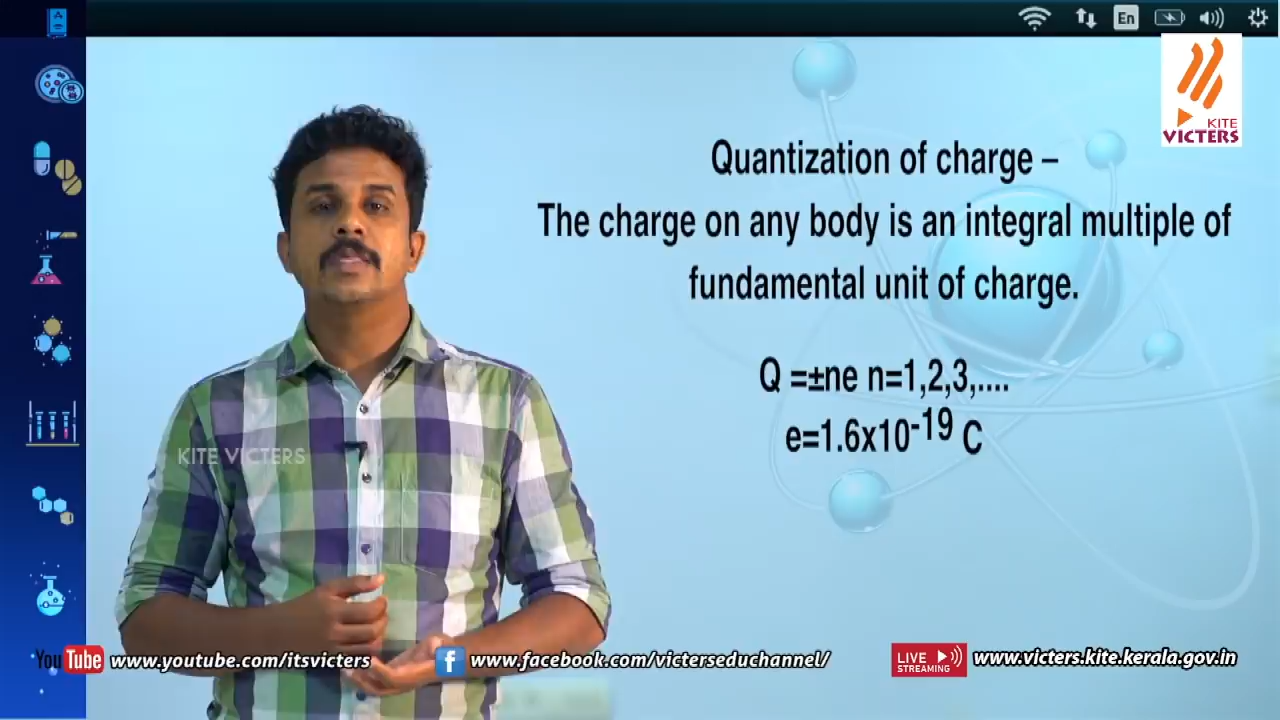 En
KITE
VICTERS
Quantization of charge –
The charge on any body is an integral multiple of
fundamental unit of charge.
Q =±ne n=1,2,3,....
e=1.6x10-19 C
KITE VICTERS
YouTube www.youtube.com/itsvicters
f www.facebook.com/victerseduchannel/
LIVE
STREAMING
www.victers.kite.kerala.gov.in